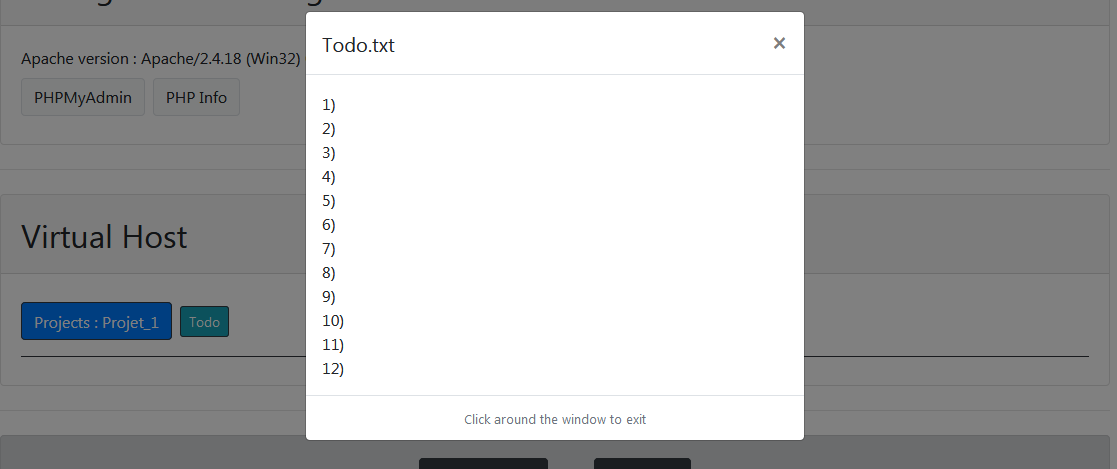 Todo.txt
×
Apache version : Apache/2.4.18 (Win32)
PHPMyAdmin PHP Info
1)
2)
3)
4)
5)
6)
7)
8)
9)
10)
11)
12)
Virtual Host
Projects : Projet_1 Todo
Click around the window to exit